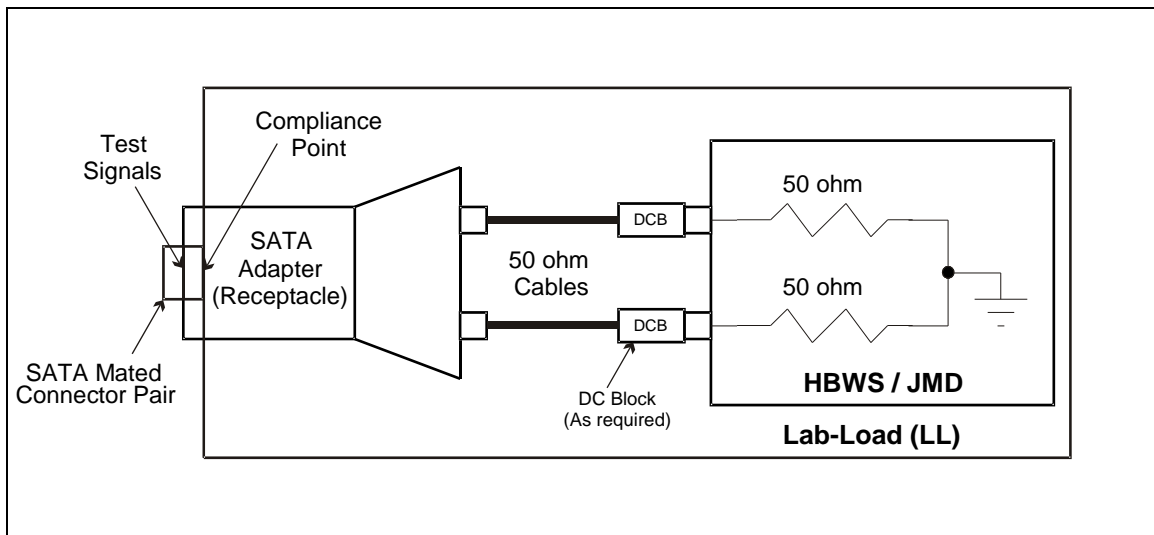 Test
Signals
Compliance
Point
SATA
Adapter
(Receptacle)
SATA Mated
Connector Pair
50 ohm
Cables
DCB
DCB
DC Block
(As required)
50 ohm
50 ohm
HBWS / JMD
Lab-Load (LL)